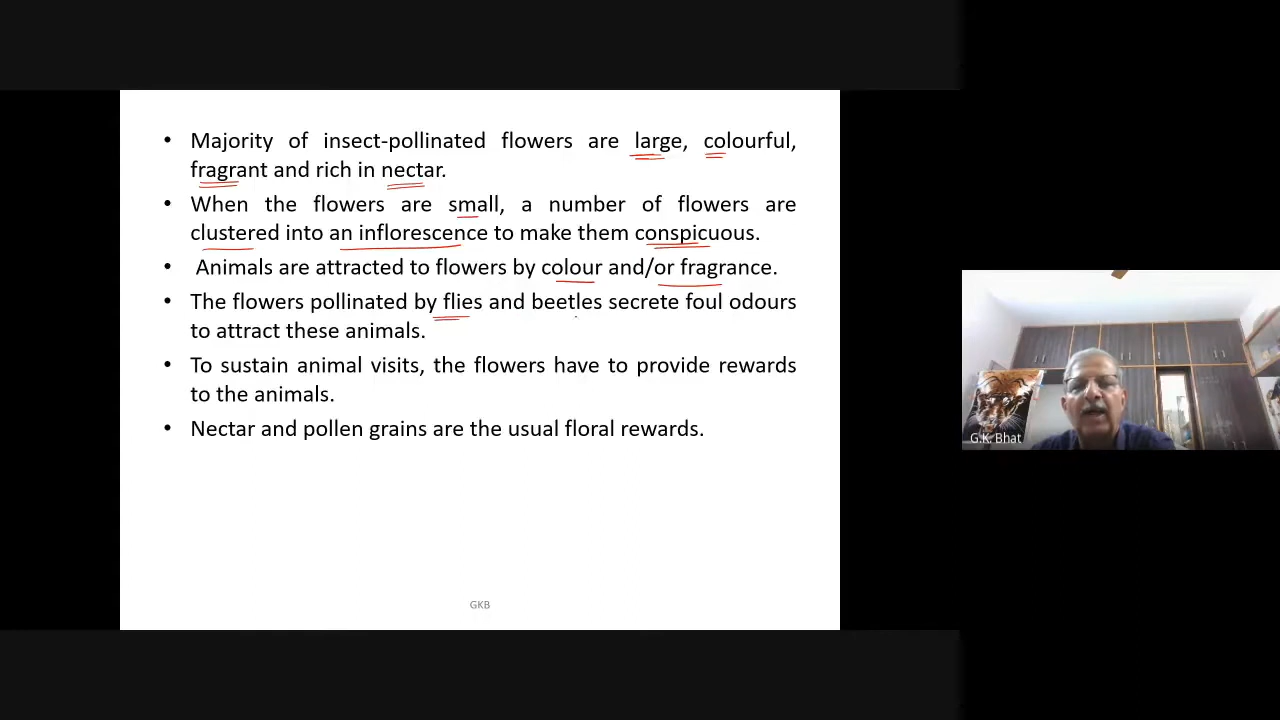 • Majority of insect-pollinated flowers are large, colourful,
fragrant and rich in nectar.
• When the flowers are small, a number of flowers are
clustered into an inflorescence to make them conspicuous.
• Animals are attracted to flowers by colour and/or fragrance.
• The flowers pollinated by flies and beetles secrete foul odours
to attract these animals.
• To sustain animal visits, the flowers have to provide rewards
to the animals.
• Nectar and pollen grains are the usual floral rewards.
GKB
G.K. Bhat